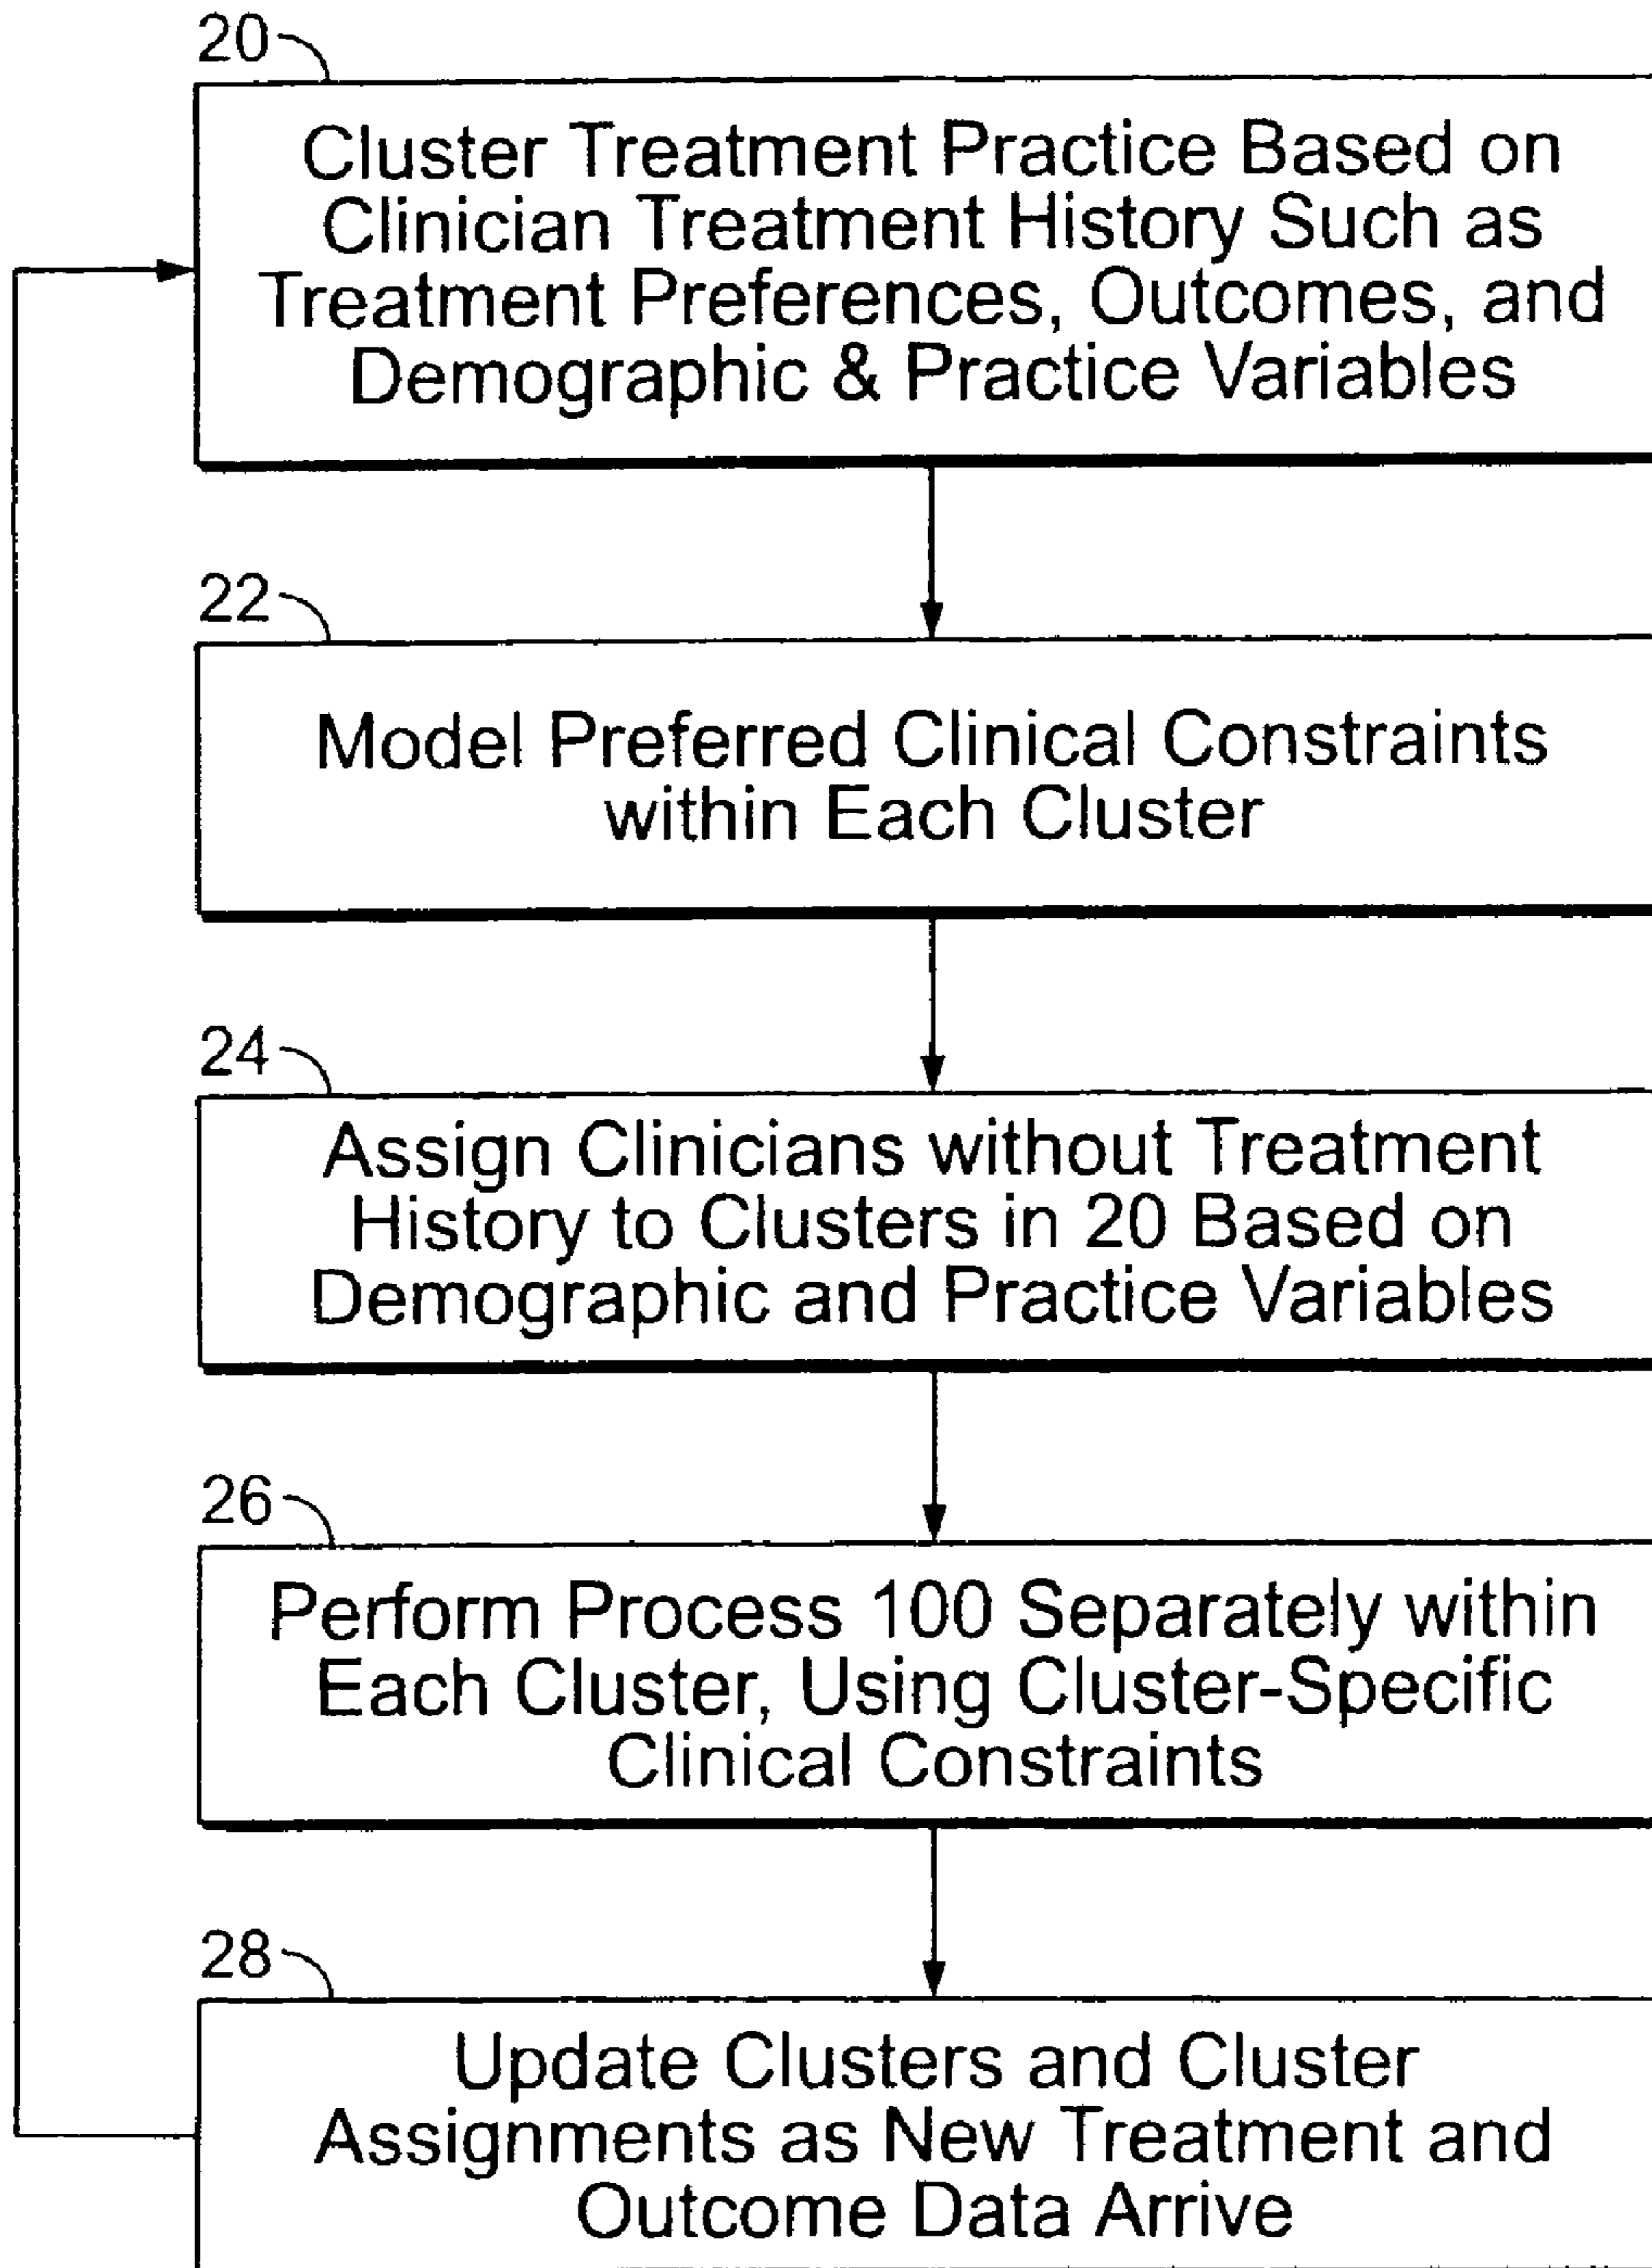 20
Cluster Treatment Practice Based on
Clinician Treatment History Such as
Treatment Preferences, Outcomes, and
Demographic & Practice Variables
22
Model Preferred Clinical Constraints
within Each Cluster
24
Assign Clinicians without Treatment
History to Clusters in 20 Based on
Demographic and Practice Variables
26
Perform Process 100 Separately within
Each Cluster, Using Cluster-Specific
Clinical Constraints
28
Update Clusters and Cluster
Assignments as New Treatment and
Outcome Data Arrive